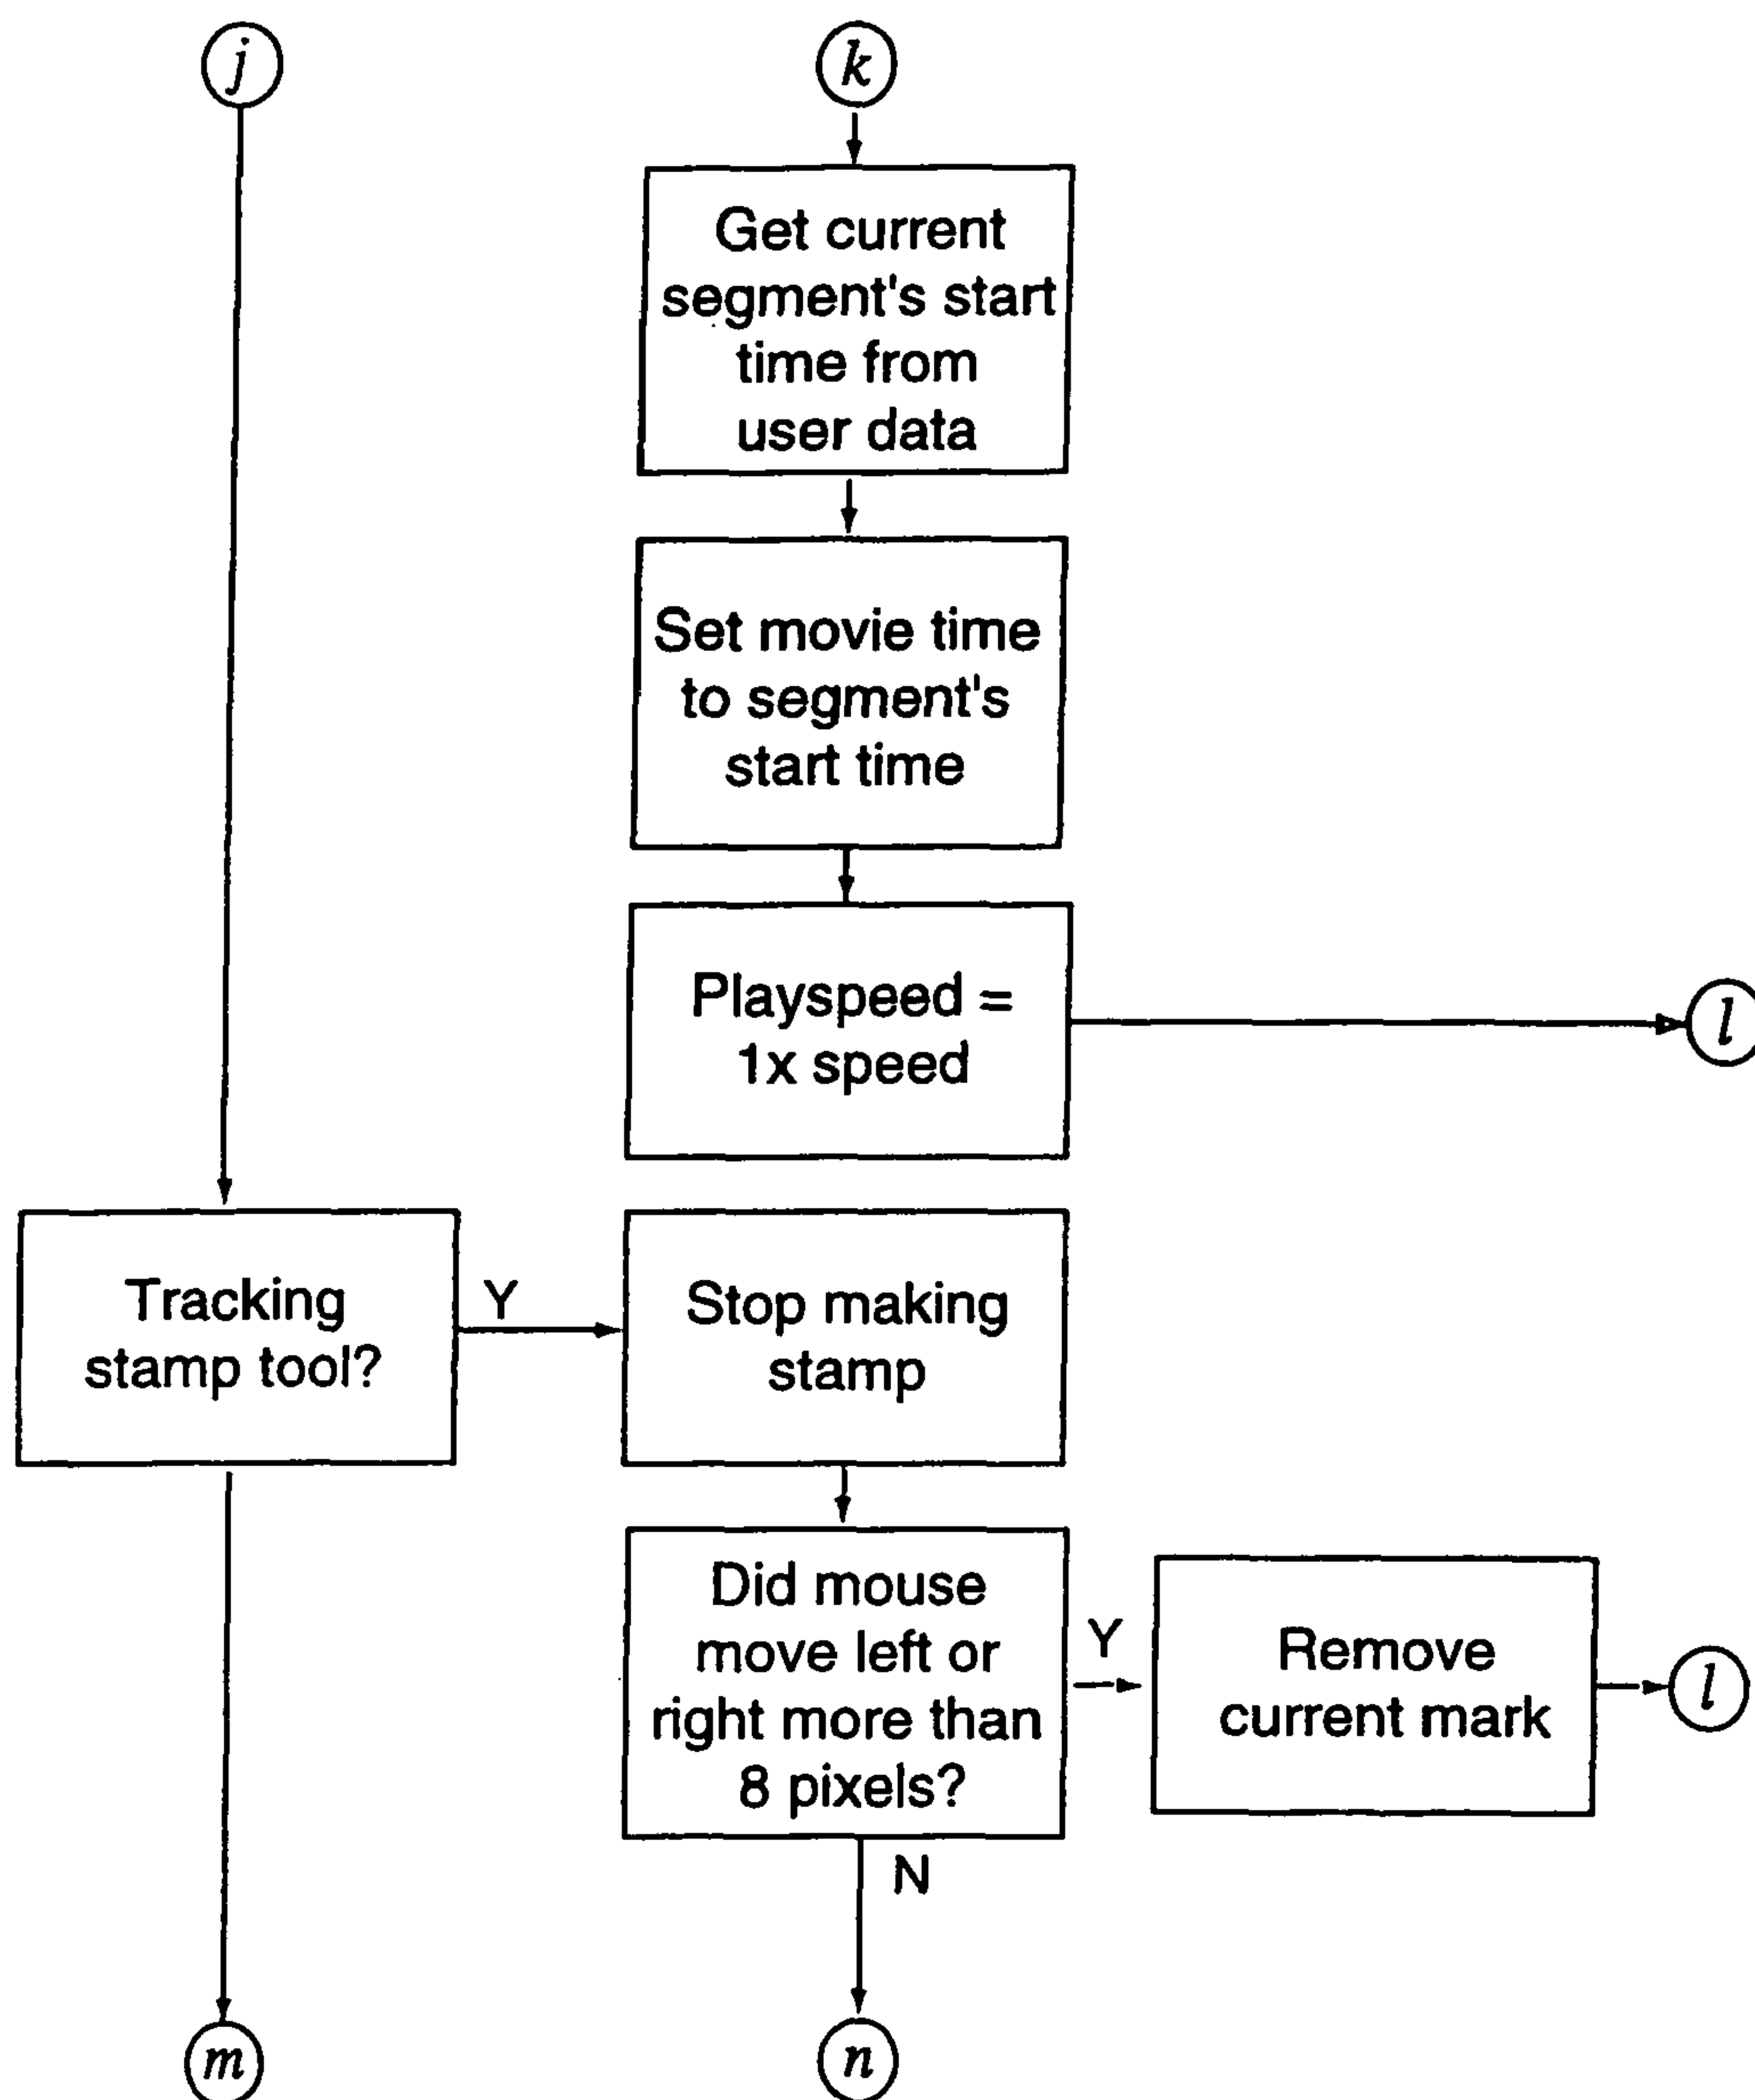 j
k
Get current
segment's start
time from
user data
Set movie time
to segment's
start time
Playspeed =
1x speed
l
Tracking
stamp tool?
Y
Stop making
stamp
Did mouse
move left or
right more than
8 pixels?
Y
Remove
current mark
l
N
m
n